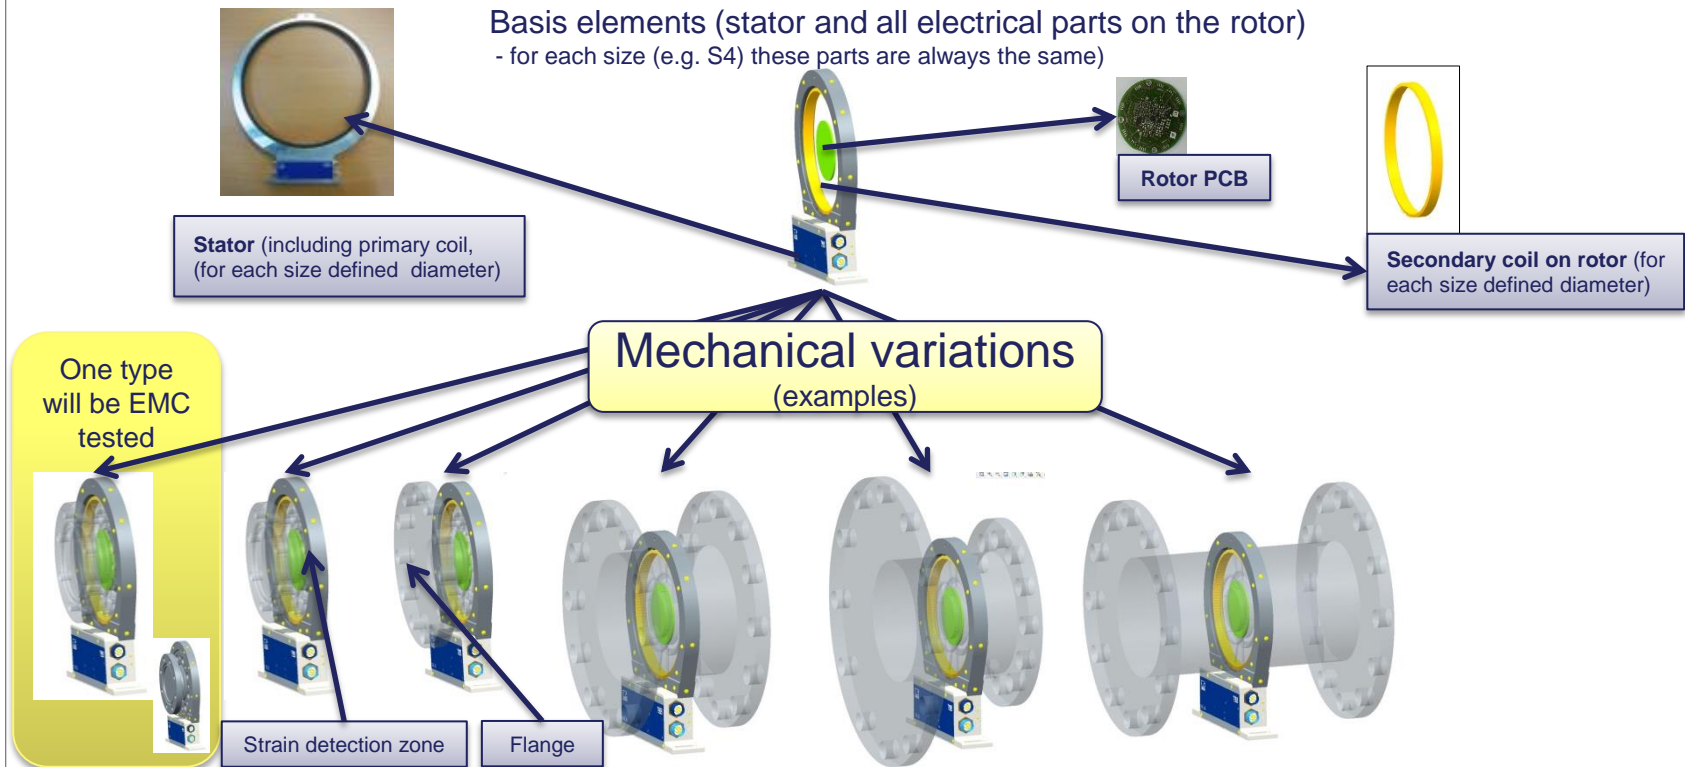 Basis elements (stator and all electrical parts on the rotor)
- for each size (e.g. S4) these parts are always the same)
Rotor PCB
Stator (including primary coil,
(for each size defined  diameter)
Secondary coil on rotor (for
each size defined diameter)
Mechanical variations
(examples)
One type
will be EMC
tested
Strain detection zone
Flange